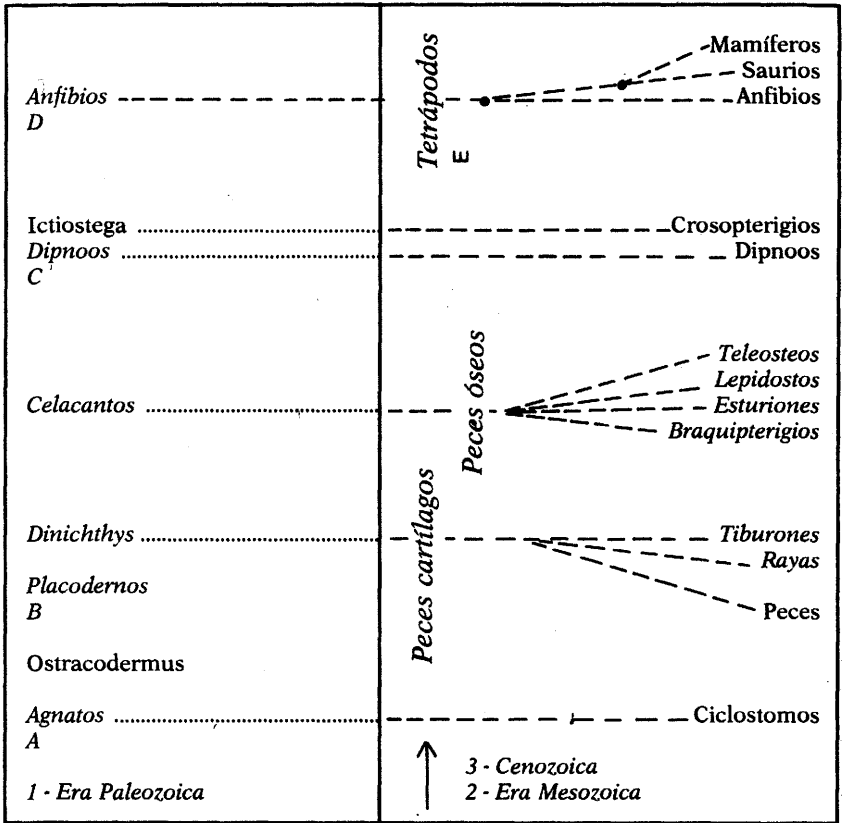 Mamíferos
Saurios
Anfibios
Anfibios
D
Tetrápodos
E
Ictiostega
Crosopterigios
Dipnoos
Dipnoos
C
Peces óseos
Teleosteos
Lepidostos
Celacantos
Esturiones
Braquipterigios
Peces cartílagos
Dinichthys
Tiburones
Rayas
Placodernos
B
Peces
Ostracodermus
Agnatos
Ciclostomos
A
1 - Era Paleozoica
3 - Cenozoica
2 - Era Mesozoica